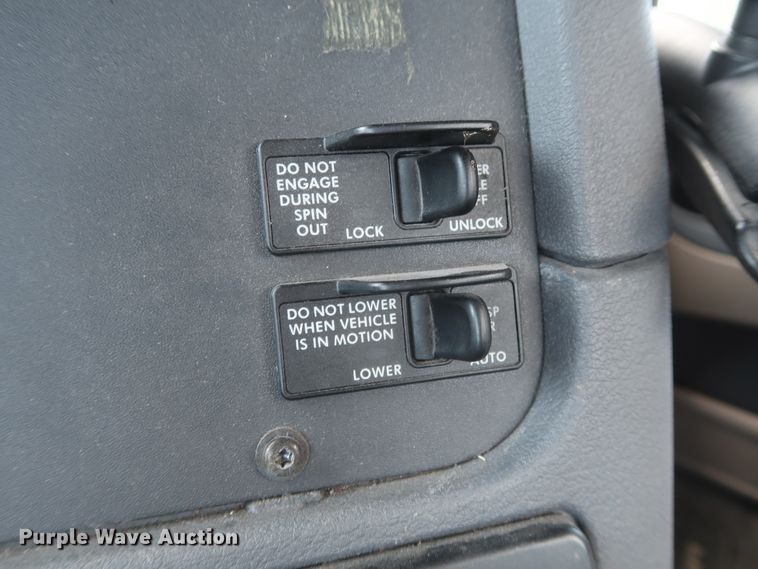 DO NOT
ENGAGE
DURING
SPIN
OUT
LOCK
UNLOCK
DO NOT LOWER
WHEN VEHICLE
IS IN MOTION
LOWER
AUTO
Purple Wave Auction